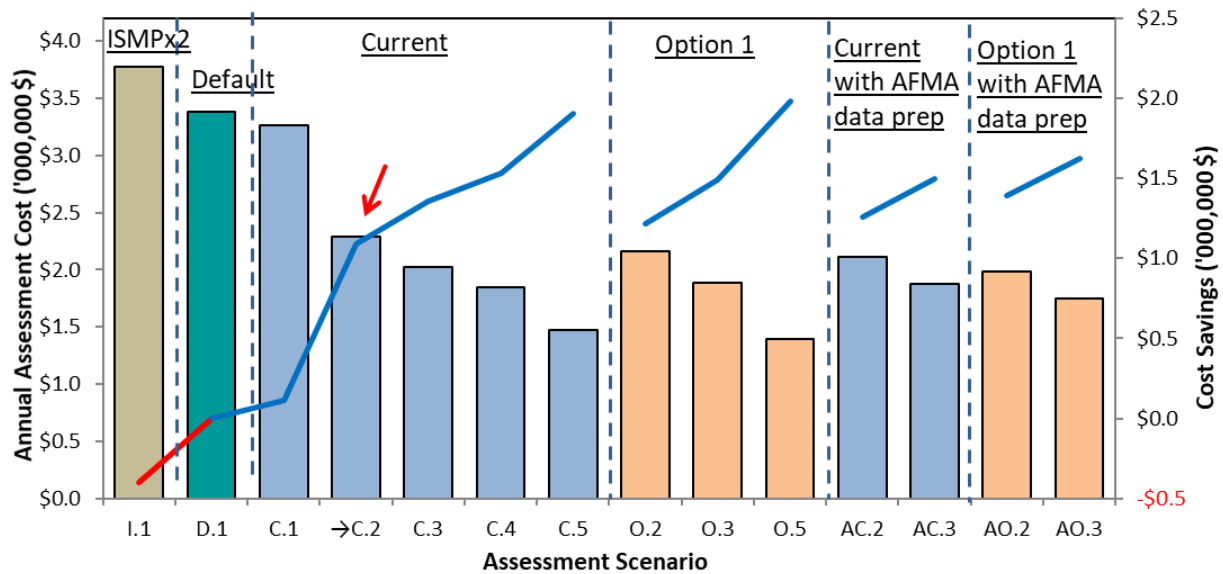 ISMPx2
Default
Current
Option 1
Current
with AFMA
data prep
Option 1
with AFMA
data prep
Annual Assessment Cost ('000,000 $)
$4.0
$3.5
$3.0
$2.5
$2.0
$1.5
$1.0
$0.5
$0.0
$2.5
$2.0
$1.5
$1.0
$0.5
$0.0
-$0.5
Cost Savings ('000,000 $)
I.1 D.1 C.1 →C.2 C.3 C.4 C.5 O.2 O.3 O.5 AC.2 AC.3 AO.2 AO.3
Assessment Scenario